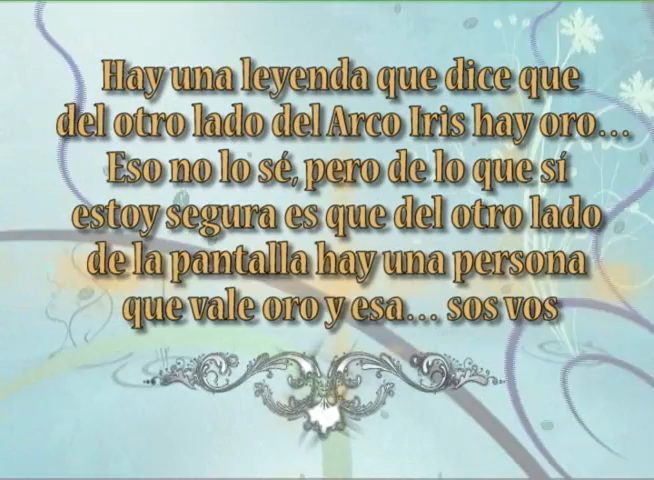 Hay una leyenda que dice que
del otro lado del Arco Iris hay oro...
Eso no lo sé, pero de lo que sí
estoy segura es que del otro lado
de la pantalla hay una persona
que vale oro y esa... sos vos